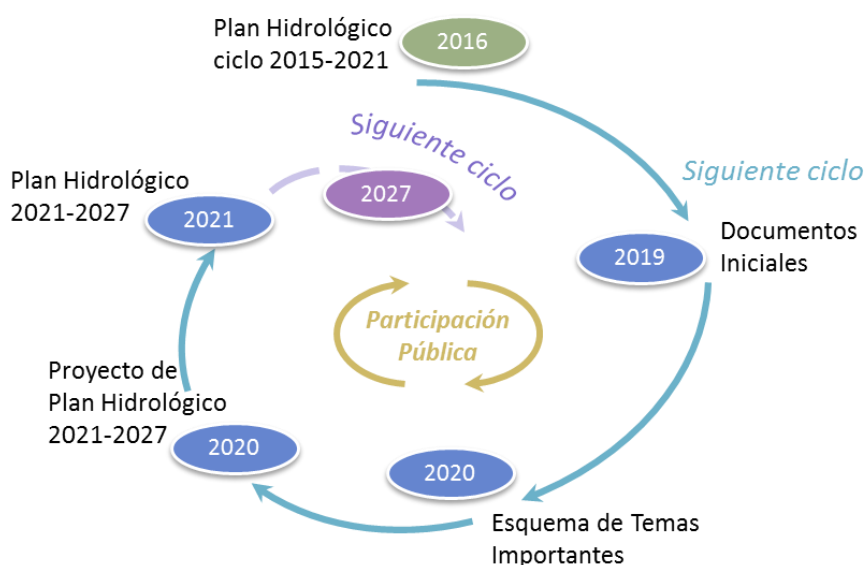 Plan Hidrológico
ciclo 2015-2021
2016
Siguiente ciclo
Siguiente ciclo
2027
Plan Hidrológico
2021-2027
2021
2019
Documentos
Iniciales
Participación
Pública
Proyecto de
Plan Hidrológico
2021-2027
2020
2020
Esquema de Temas
Importantes